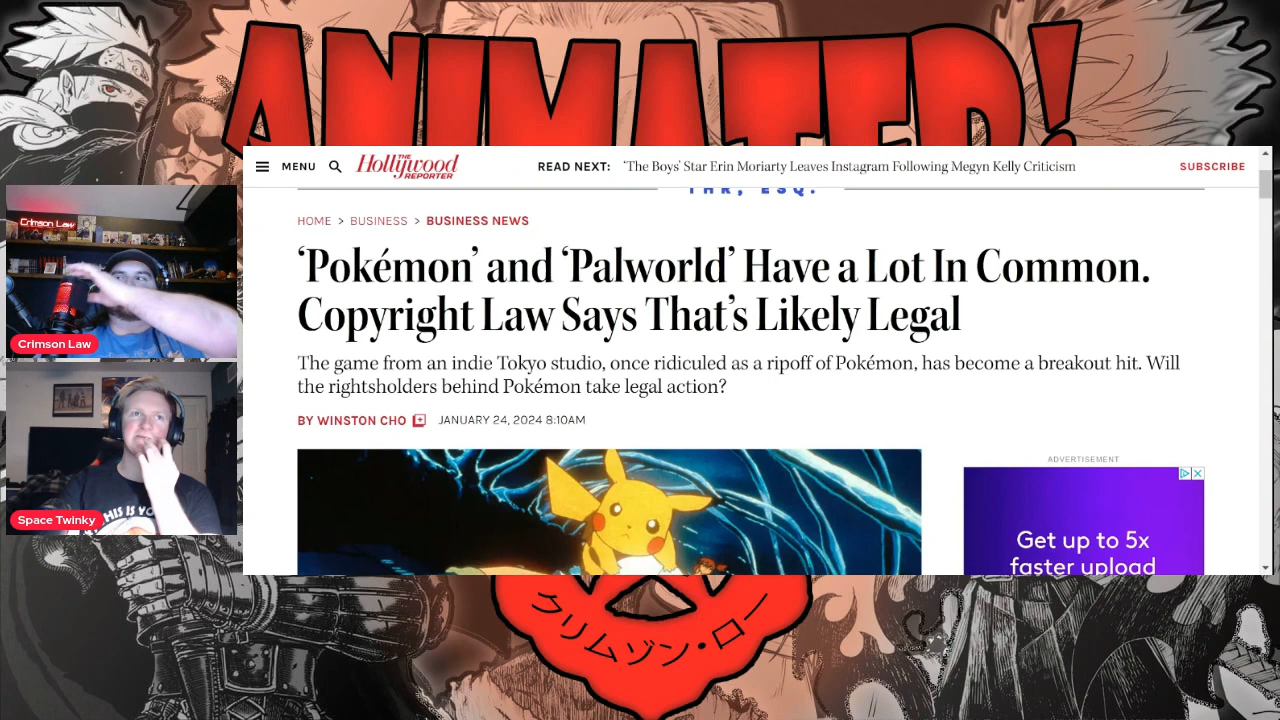 ANIMATED!
MENU
THE
Hollywood
REPORTER
READ NEXT: ‘The Boys’ Star Erin Moriarty Leaves Instagram Following Megyn Kelly Criticism
SUBSCRIBE
THR, ESQ.
HOME > BUSINESS > BUSINESS NEWS
‘Pokémon’ and ‘Palworld’ Have a Lot In Common.
Copyright Law Says That’s Likely Legal
The game from an indie Tokyo studio, once ridiculed as a ripoff of Pokémon, has become a breakout hit. Will
the rightsholders behind Pokémon take legal action?
BY WINSTON CHO
JANUARY 24, 2024 8:10AM
ADVERTISEMENT
Get up to 5x
faster upload
Crimson Law
Crimson Law
THIS IS YO
Space Twinky
クリムゾン・ロー